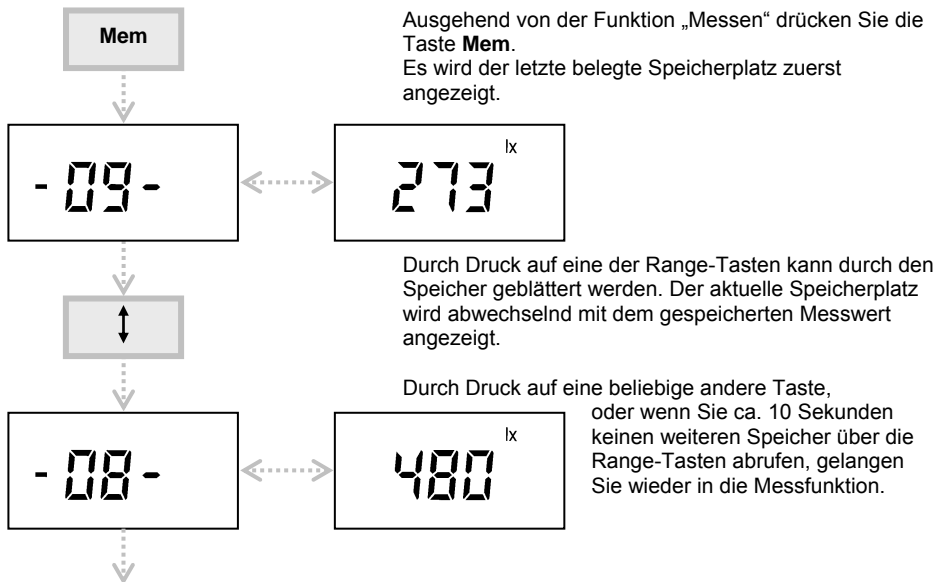 Mem
Ausgehend von der Funktion „Messen“ drücken Sie die
Taste Mem.
Es wird der letzte belegte Speicherplatz zuerst
angezeigt.
- 09 -
273 lx
Durch Druck auf eine der Range-Tasten kann durch den
Speicher geblättert werden. Der aktuelle Speicherplatz
wird abwechselnd mit dem gespeicherten Messwert
angezeigt.
Durch Druck auf eine beliebige andere Taste,
oder wenn Sie ca. 10 Sekunden
keinen weiteren Speicher über die
Range-Tasten abrufen, gelangen
Sie wieder in die Messfunktion.
- 08 -
480 lx